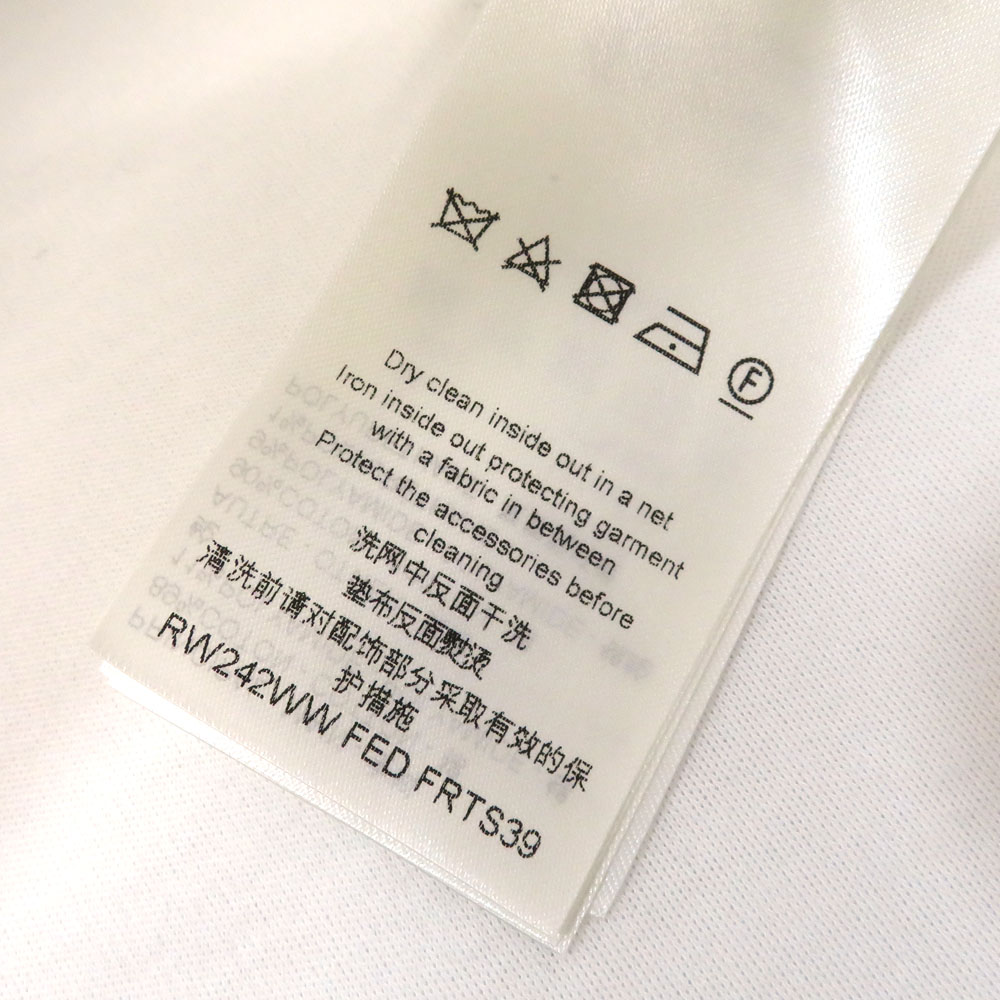 F
Dry clean inside out in a net
Iron inside out protecting garment
with a fabric in between
Protect the accessories before
cleaning
洗网中反面干洗
垫布反面熨烫
清洗前请对配饰部分采取有效的保
护措施
RW242WW FED FRTS39